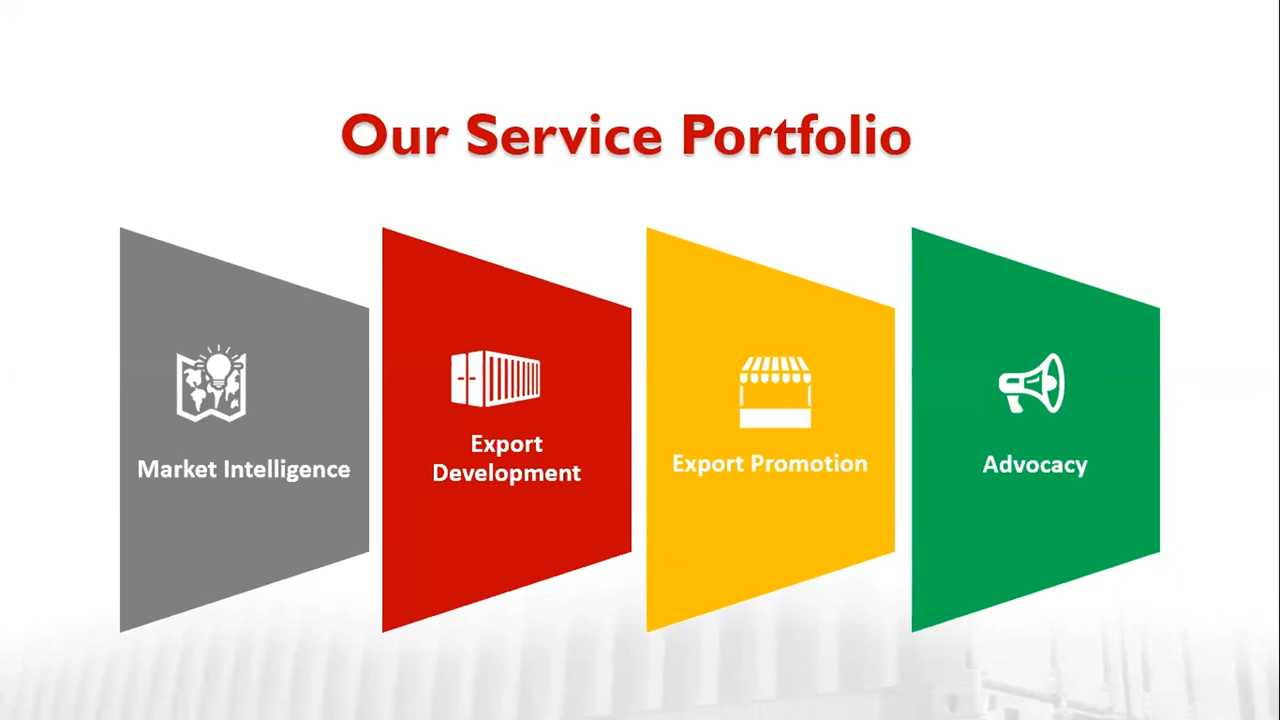 Our Service Portfolio
Market Intelligence
Export
Development
Export Promotion
Advocacy